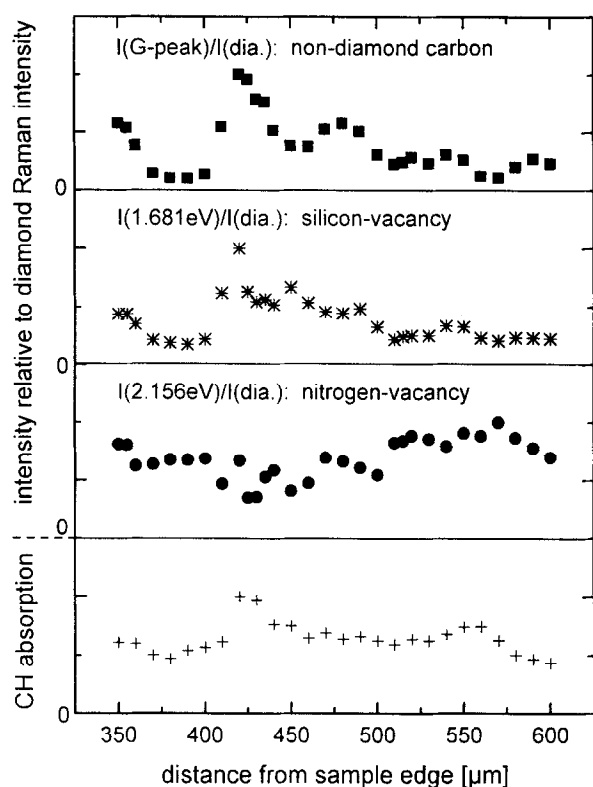 I(G-peak)/I(dia.): non-diamond carbon
0
I(1.681eV)/I(dia.): silicon-vacancy
0
I(2.156eV)/I(dia.): nitrogen-vacancy
0
0
intensity relative to diamond Raman intensity
CH absorption
350 400 450 500 550 600
distance from sample edge [µm]